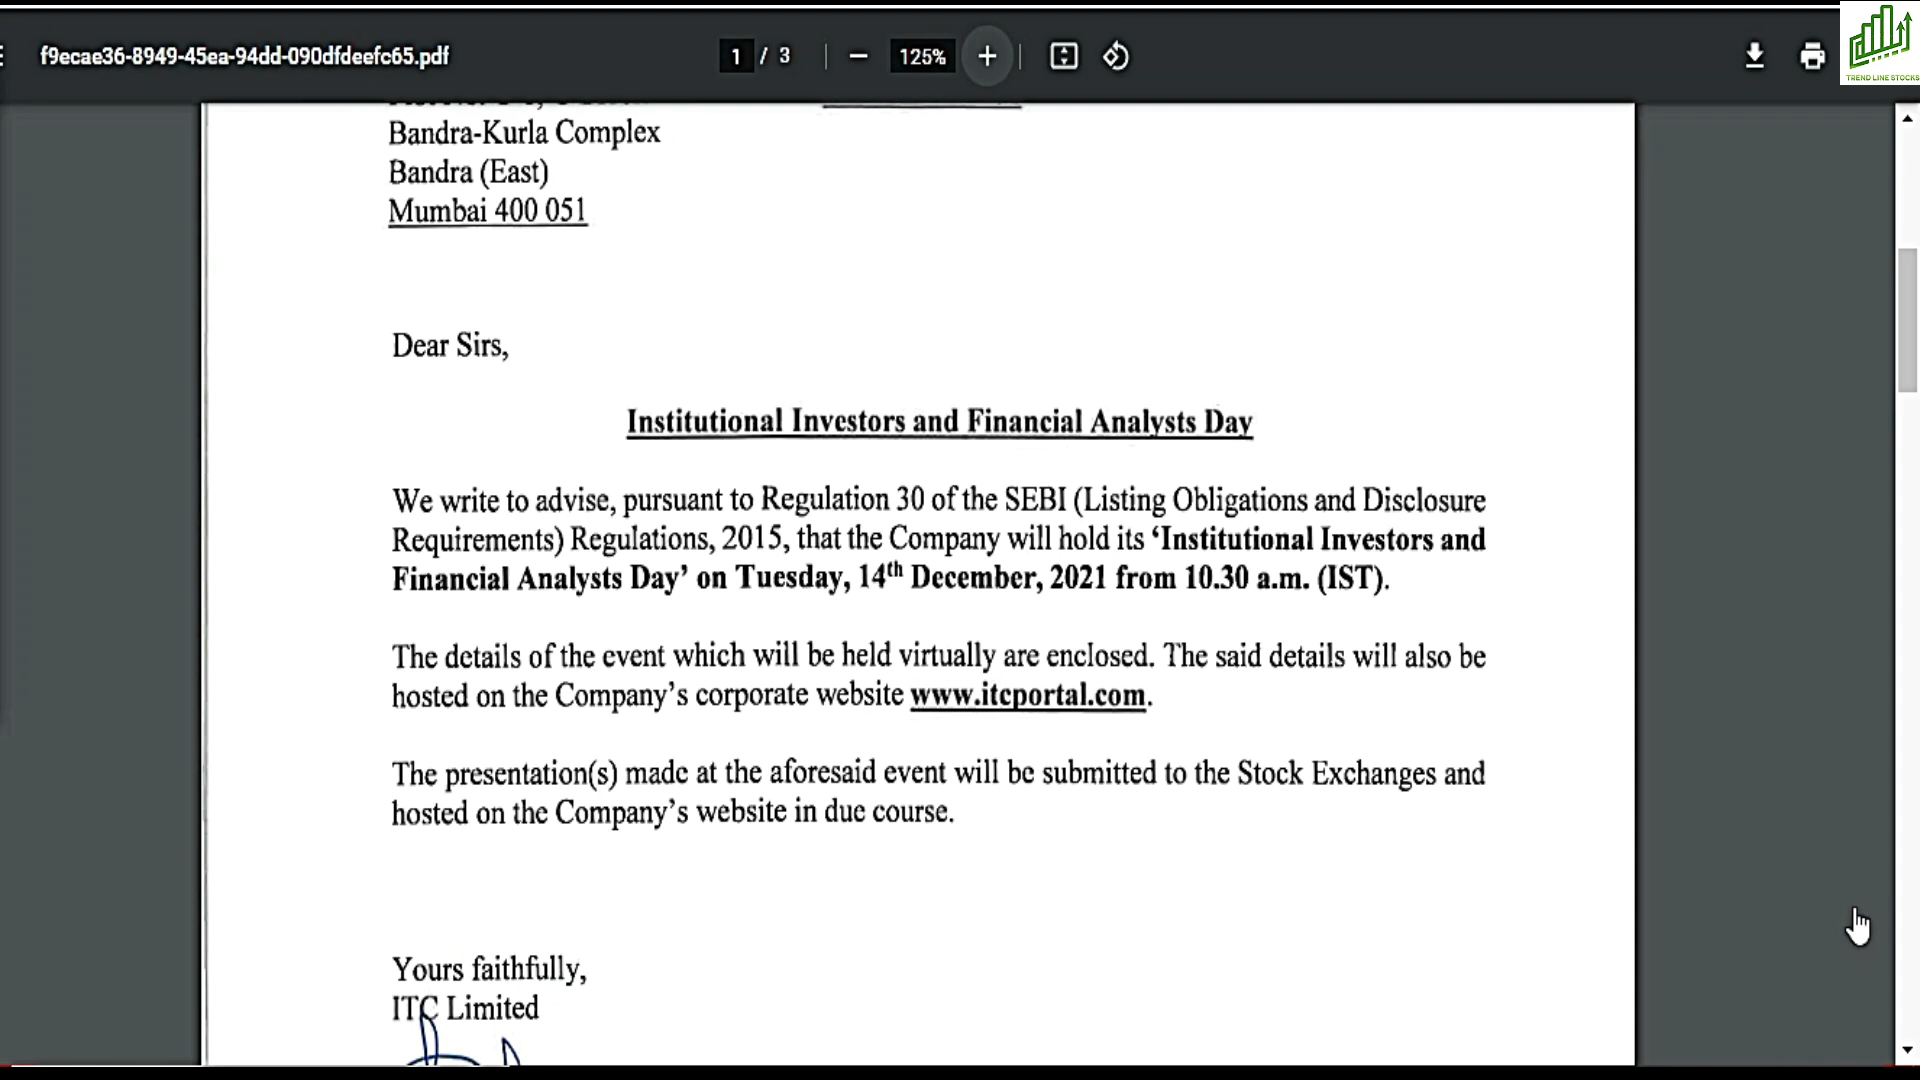 f9ecae36-8949-45ea-94dd-090dfdeefc65.pdf
1 / 3
125%
TREND LINE STOCKS
Bandra-Kurla Complex
Bandra (East)
Mumbai 400 051
Dear Sirs,
Institutional Investors and Financial Analysts Day
We write to advise, pursuant to Regulation 30 of the SEBI (Listing Obligations and Disclosure
Requirements) Regulations, 2015, that the Company will hold its ‘Institutional Investors and
Financial Analysts Day’ on Tuesday, 14th December, 2021 from 10.30 a.m. (IST).
The details of the event which will be held virtually are enclosed. The said details will also be
hosted on the Company’s corporate website www.itcportal.com.
The presentation(s) made at the aforesaid event will be submitted to the Stock Exchanges and
hosted on the Company’s website in due course.
Yours faithfully,
ITC Limited